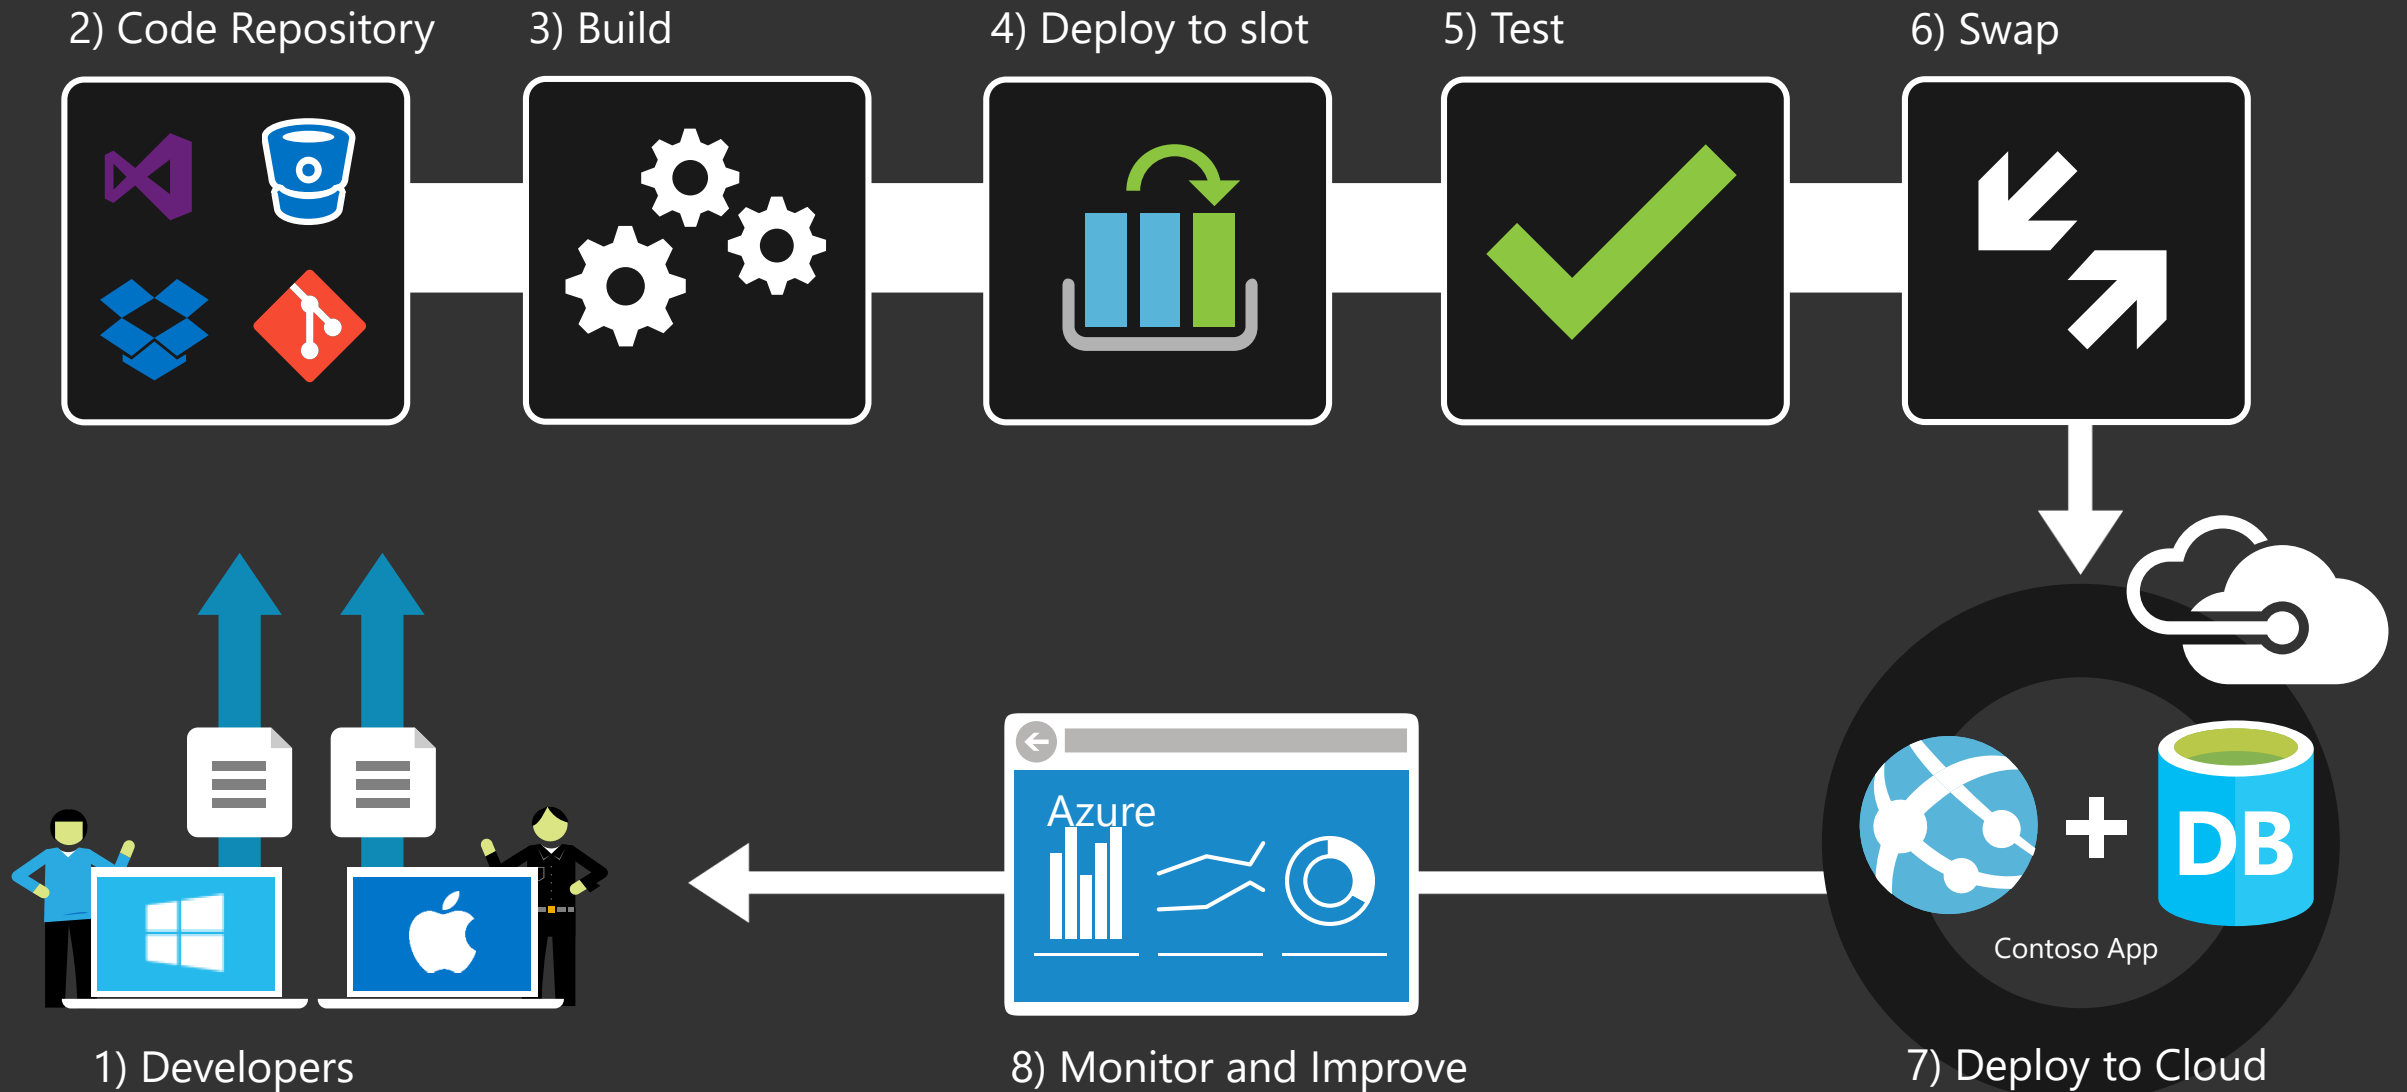 2) Code Repository
3) Build
4) Deploy to slot
5) Test
6) Swap
Azure
DB
Contoso App
1) Developers
8) Monitor and Improve
7) Deploy to Cloud